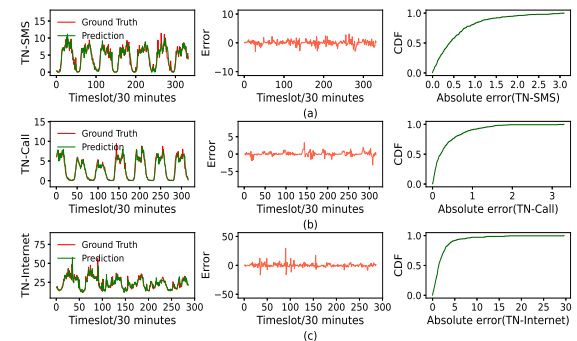 TN-SMS
15
10
5
0
Ground Truth
Prediction
0 100 200 300
Timeslot/30 minutes
Error
10
0
−10
0 100 200 300
Timeslot/30 minutes
CDF
1.0
0.5
0.0
0.0 0.5 1.0 1.5 2.0 2.5 3.0
Absolute error(TN-SMS)
(a)
TN-Call
15
10
5
0
Ground Truth
Prediction
0 50 100 150 200 250 300
Timeslot/30 minutes
Error
5
0
−5
0 50 100 150 200 250 300
Timeslot/30 minutes
CDF
1.0
0.5
0.0
0 1 2 3
Absolute error(TN-Call)
(b)
TN-Internet
75
50
25
Ground Truth
Prediction
0 50 100 150 200 250 300
Timeslot/30 minutes
Error
50
0
−50
0 50 100 150 200 250 300
Timeslot/30 minutes
CDF
1.0
0.5
0.0
0 5 10 15 20 25 30
Absolute error(TN-Internet)
(c)